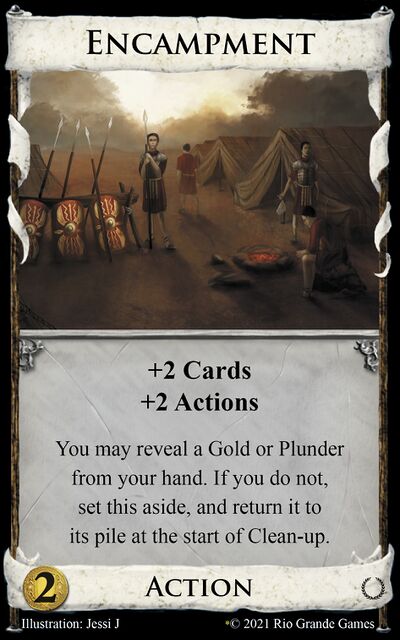 ENCAMPMENT
+2 Cards
+2 Actions
You may reveal a Gold or Plunder
from your hand. If you do not,
set this aside, and return it to
its pile at the start of Clean-up.
2
ACTION
Illustration: Jessi J
*© 2021 Rio Grande Games